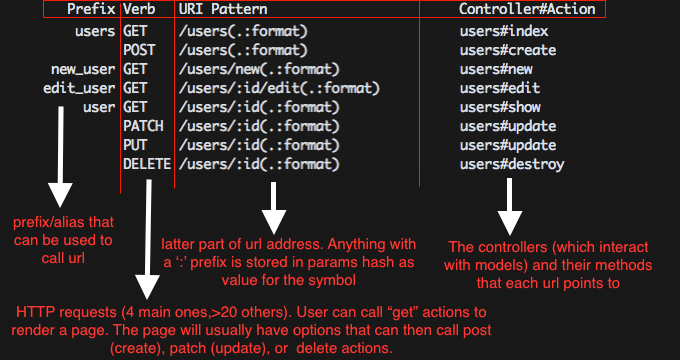 Prefix Verb URI Pattern Controller#Action
users GET /users(.:format) users#index
POST /users(.:format) users#create
new_user GET /users/new(.:format) users#new
edit_user GET /users/:id/edit(.:format) users#edit
user GET /users/:id(.:format) users#show
PATCH /users/:id(.:format) users#update
PUT /users/:id(.:format) users#update
DELETE /users/:id(.:format) users#destroy
prefix/alias that
can be used to
call url
latter part of url address. Anything with
a ‘:’ prefix is stored in params hash as
value for the symbol
The controllers (which interact
with models) and their methods
that each url points to
HTTP requests (4 main ones,>20 others). User can call “get” actions to
render a page. The page will usually have options that can then call post
(create), patch (update), or delete actions.